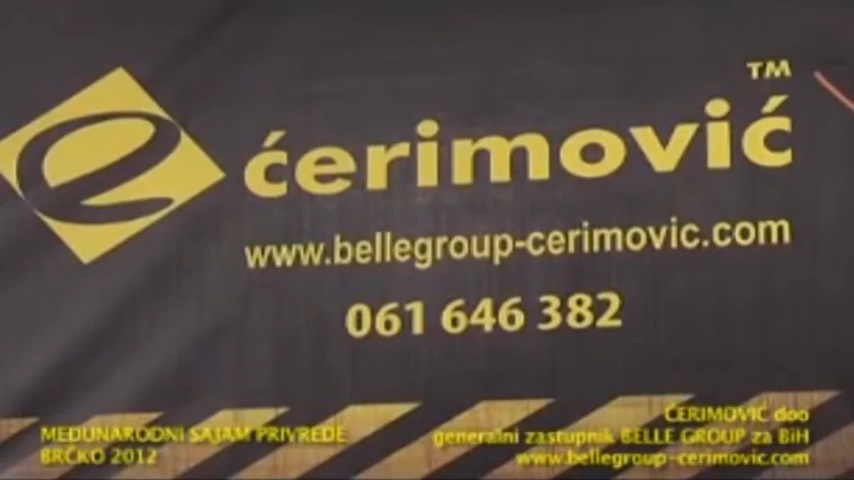 TM
ćerimović
www.bellegroup-cerimovic.com
061 646 382
MEĐUNARODNI SAJAM PRIVREDE
BRČKO 2012
ĆERIMOVIĆ doo
generalni zastupnik BELLE GROUP za BiH
www.bellegroup-cerimovic.com